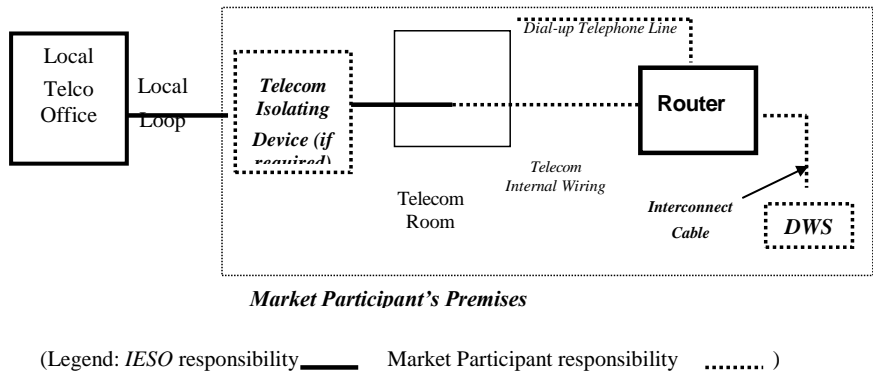 Local
Telco
Office
Local
Loop
Telecom
Isolating
Device (if
required)
Telecom
Room
Dial-up Telephone Line
Router
Telecom
Internal Wiring
Interconnect
Cable
DWS
Market Participant's Premises
(Legend: IESO responsibility Market Participant responsibility )